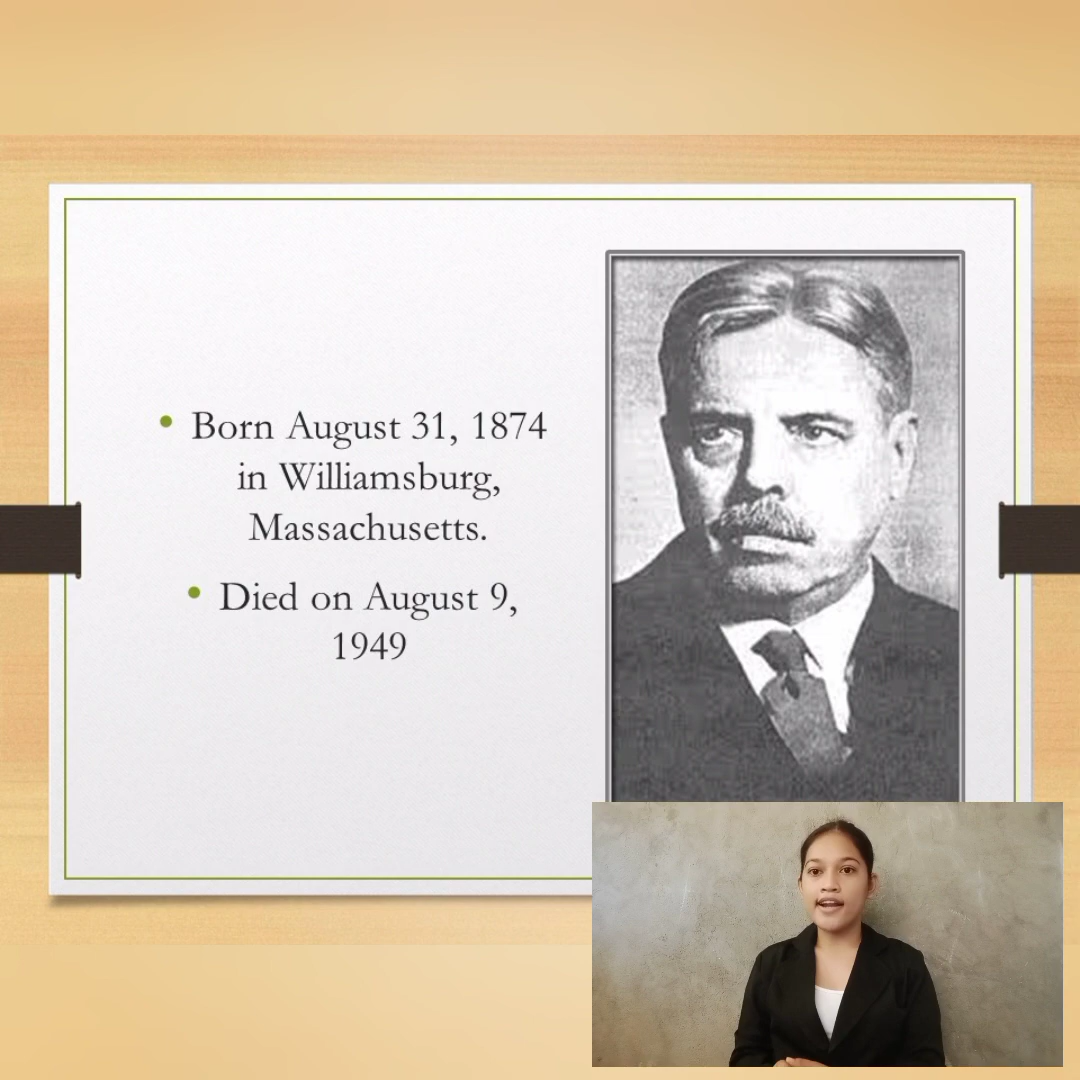 • Born August 31, 1874
in Williamsburg,
Massachusetts.
• Died on August 9,
1949